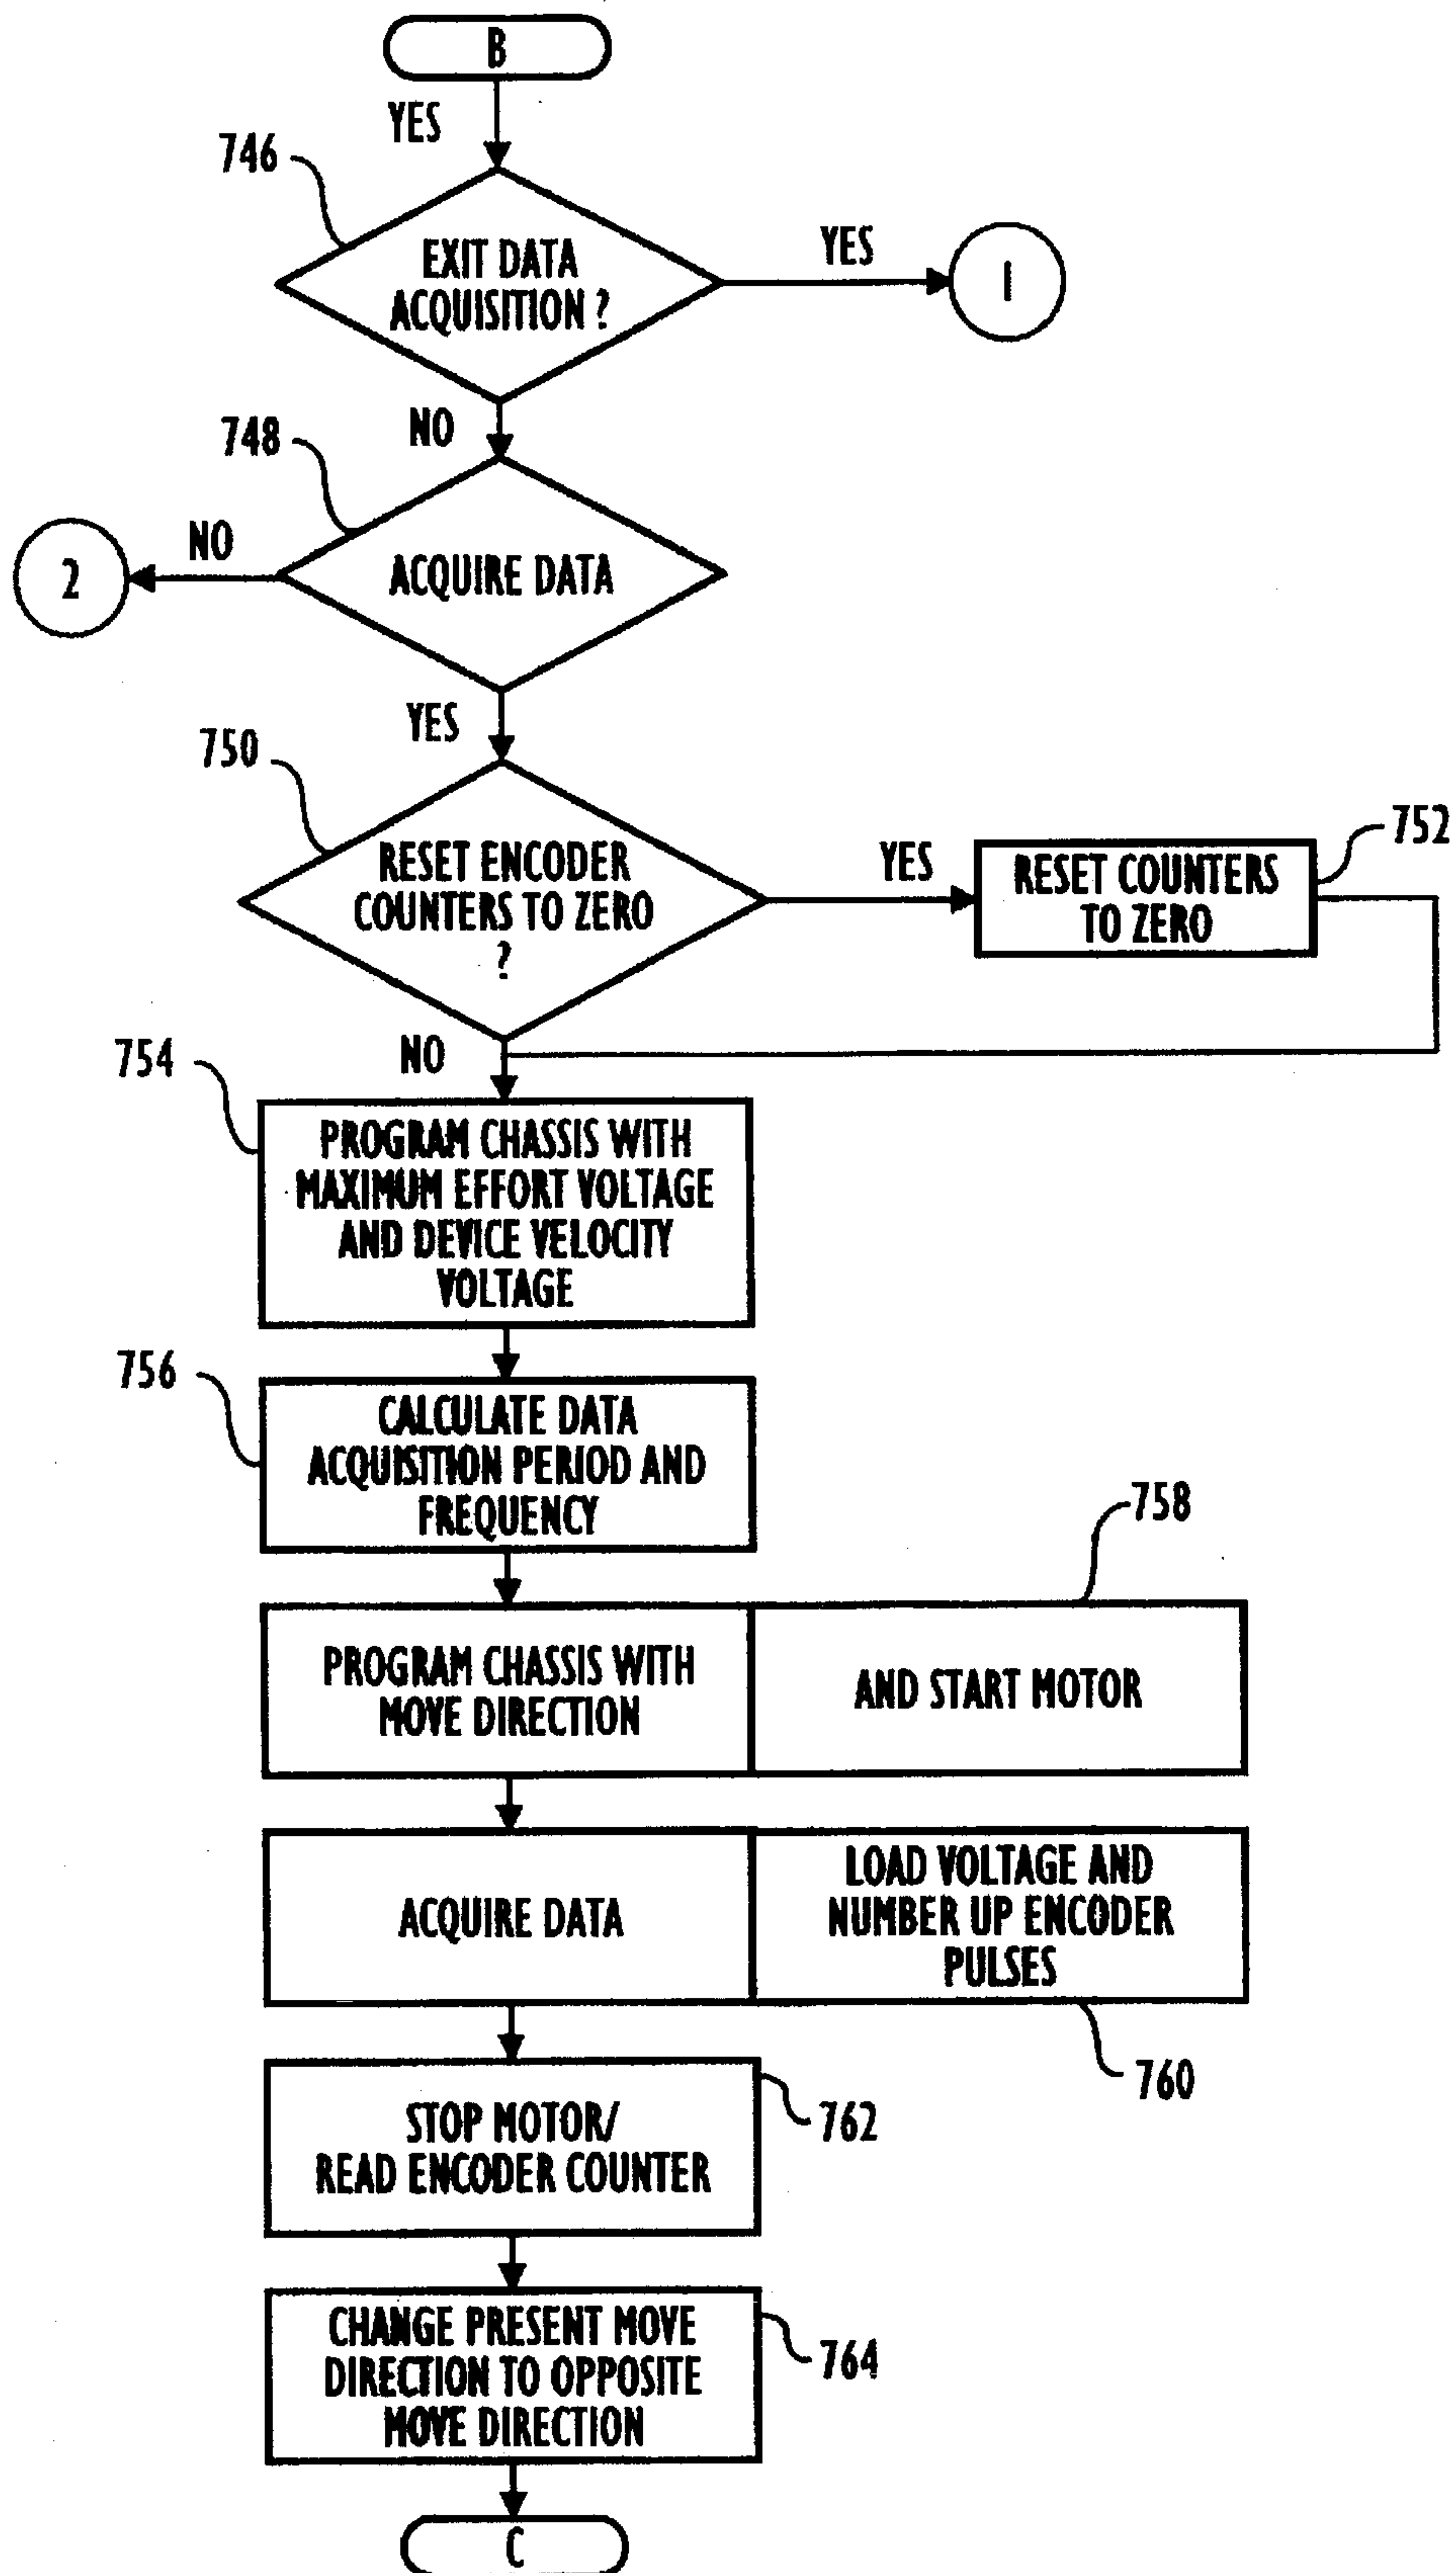 B
YES
746
EXIT DATA
ACQUISITION ?
YES
1
NO
748
ACQUIRE DATA
NO
2
YES
750
RESET ENCODER
COUNTERS TO ZERO
?
YES
RESET COUNTERS
TO ZERO
752
NO
754
PROGRAM CHASSIS WITH
MAXIMUM EFFORT VOLTAGE
AND DEVICE VELOCITY
VOLTAGE
756
CALCULATE DATA
ACQUISITION PERIOD AND
FREQUENCY
758
PROGRAM CHASSIS WITH
MOVE DIRECTION
AND START MOTOR
ACQUIRE DATA
LOAD VOLTAGE AND
NUMBER UP ENCODER
PULSES
760
STOP MOTOR/
READ ENCODER COUNTER
762
CHANGE PRESENT MOVE
DIRECTION TO OPPOSITE
MOVE DIRECTION
764
C